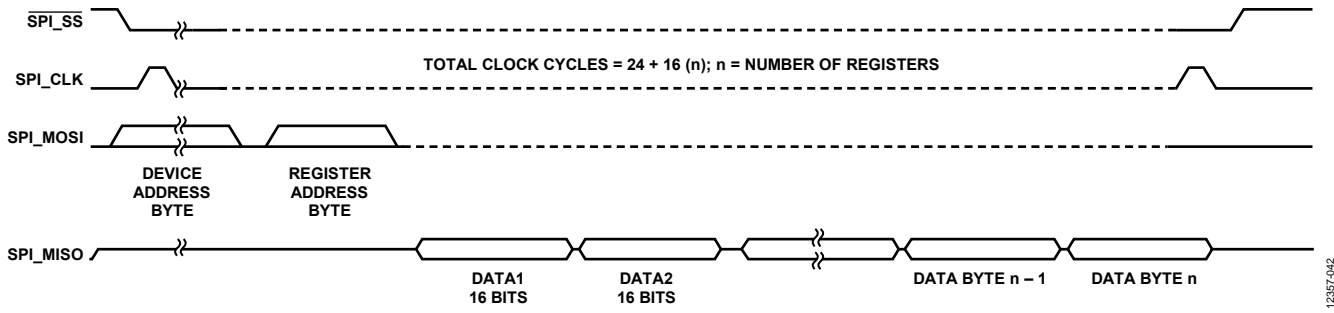 SPI_SS
SPI_CLK
TOTAL CLOCK CYCLES = 24 + 16 (n); n = NUMBER OF REGISTERS
SPI_MOSI
DEVICE
ADDRESS
BYTE
REGISTER
ADDRESS
BYTE
SPI_MISO
DATA1
16 BITS
DATA2
16 BITS
DATA BYTE n – 1
DATA BYTE n
12357-042